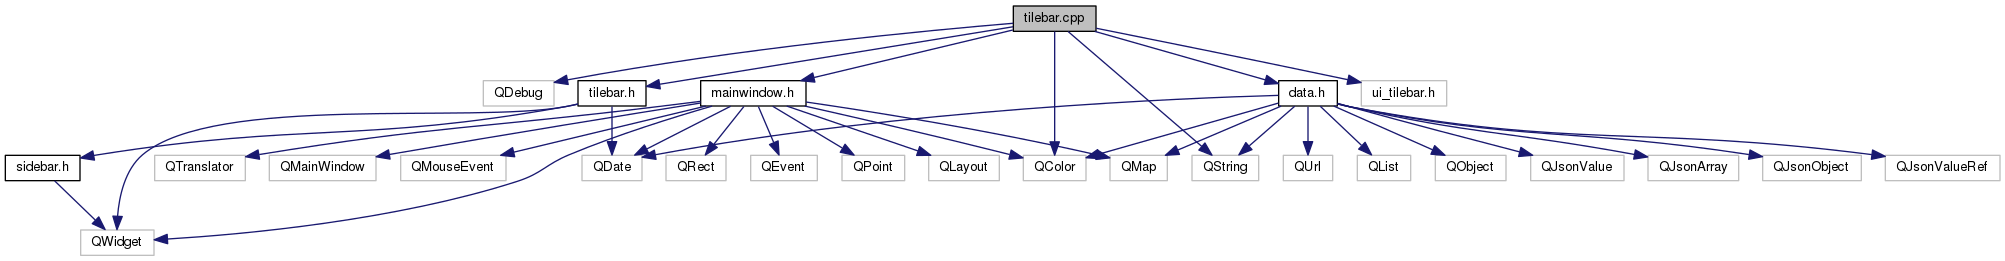 tilebar.cpp
QDebug
tilebar.h
mainwindow.h
data.h
ui_tilebar.h
sidebar.h
QTranslator
QMainWindow
QMouseEvent
QDate
QRect
QEvent
QPoint
QLayout
QColor
QMap
QString
QUrl
QList
QObject
QJsonValue
QJsonArray
QJsonObject
QJsonValueRef
QWidget